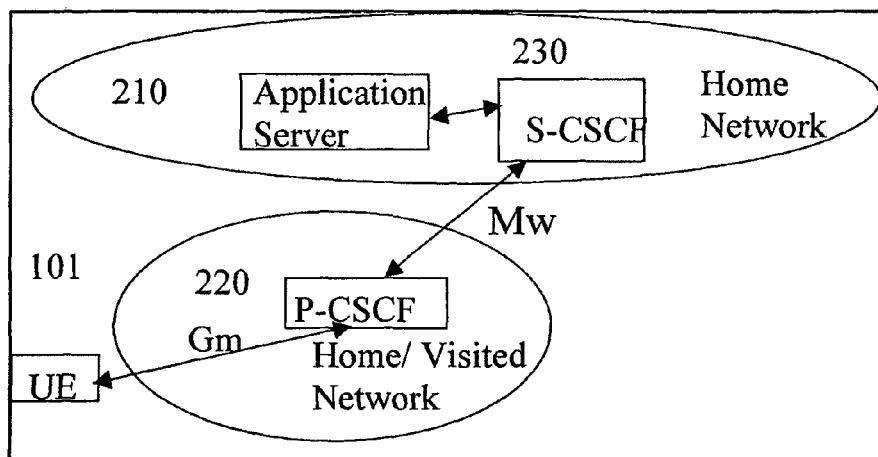 230
210
Application
Server
S-CSCF
Home
Network
Mw
101
220
P-CSCF
Gm
Home/ Visited
Network
UE